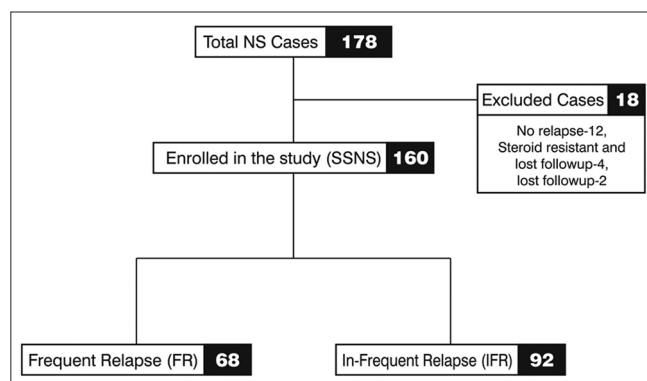 Total NS Cases 178
Excluded Cases 18
No relapse-12,
Steroid resistant and
lost followup-4,
lost followup-2
Enrolled in the study (SSNS) 160
Frequent Relapse (FR) 68
In-Frequent Relapse (IFR) 92